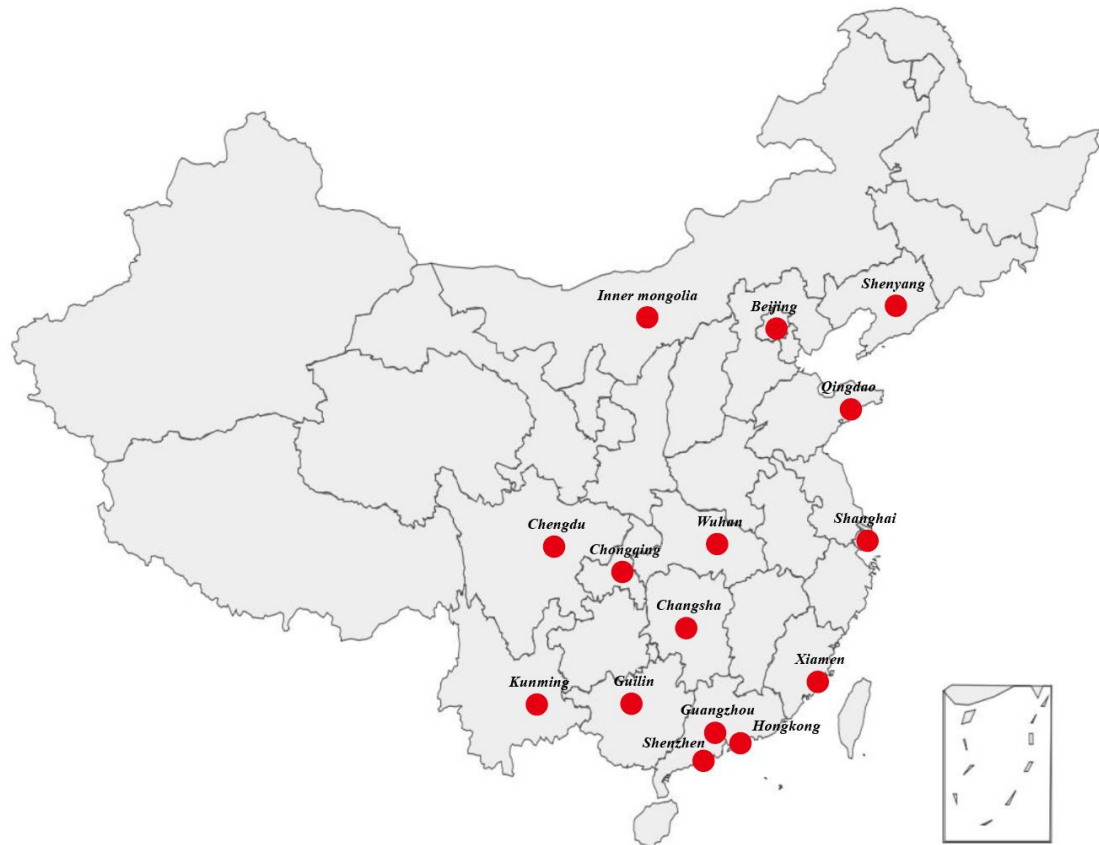 Inner mongolia
Shenyang
Beijing
Qingdao
Chengdu
Wuhan
Shanghai
Chongqing
Changsha
Xiamen
Kunming
Guilin
Guangzhou
Hongkong
Shenzhen